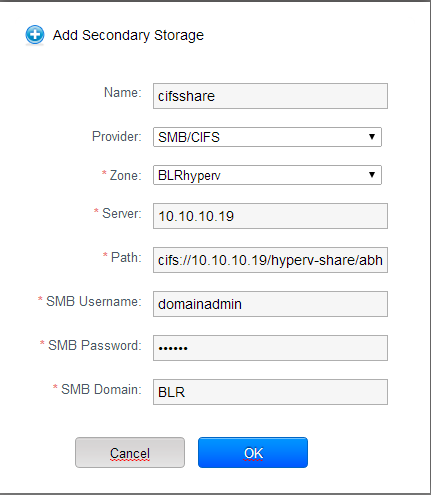 Add Secondary Storage
Name: cifsshare
Provider: SMB/CIFS
* Zone: BLRhyperv
* Server: 10.10.10.19
* Path: cifs://10.10.10.19/hyperv-share/abh
* SMB Username: domainadmin
* SMB Password: ••••••
* SMB Domain: BLR
Cancel OK